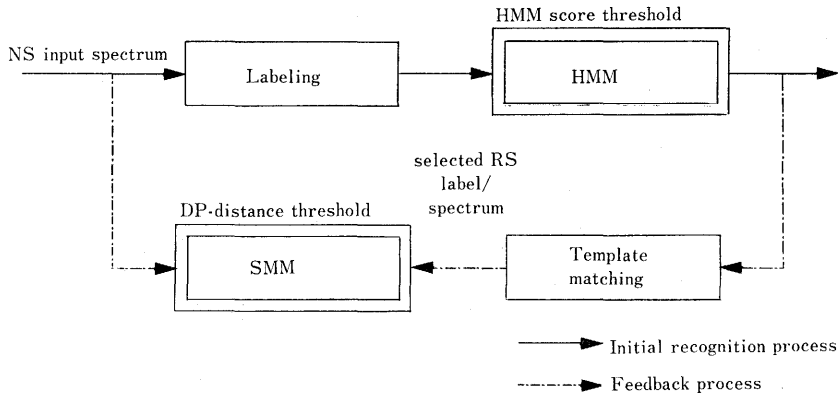 HMM score threshold
NS input spectrum
Labeling
HMM
selected RS
label/
spectrum
DP-distance threshold
SMM
Template
matching
Initial recognition process
Feedback process